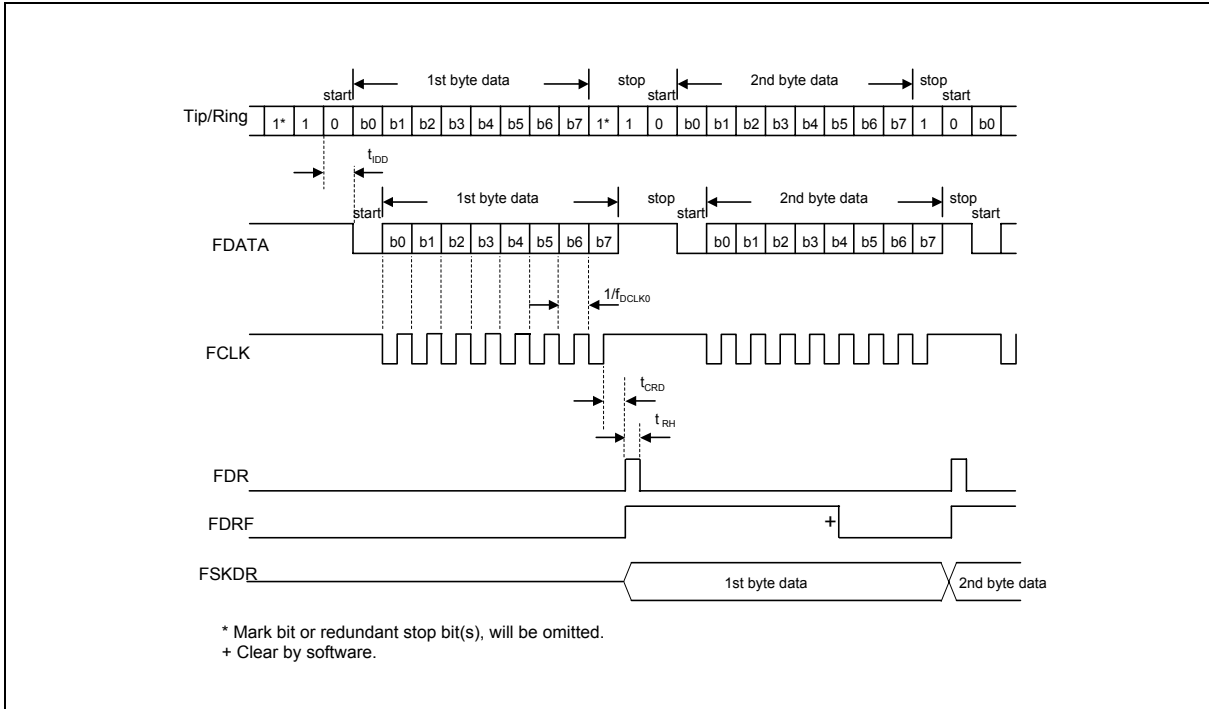 1st byte data stop 2nd byte data stop
start start start
Tip/Ring 1* 1 0 b0 b1 b2 b3 b4 b5 b6 b7 1* 1 0 b0 b1 b2 b3 b4 b5 b6 b7 1 0 b0
tIDD
1st byte data stop 2nd byte data stop
start start start
FDATA b0 b1 b2 b3 b4 b5 b6 b7 b0 b1 b2 b3 b4 b5 b6 b7
1/fDCLK0
FCLK
tCRD
t RH
FDR
FDRF +
FSKDR 1st byte data 2nd byte data
* Mark bit or redundant stop bit(s), will be omitted.
+ Clear by software.